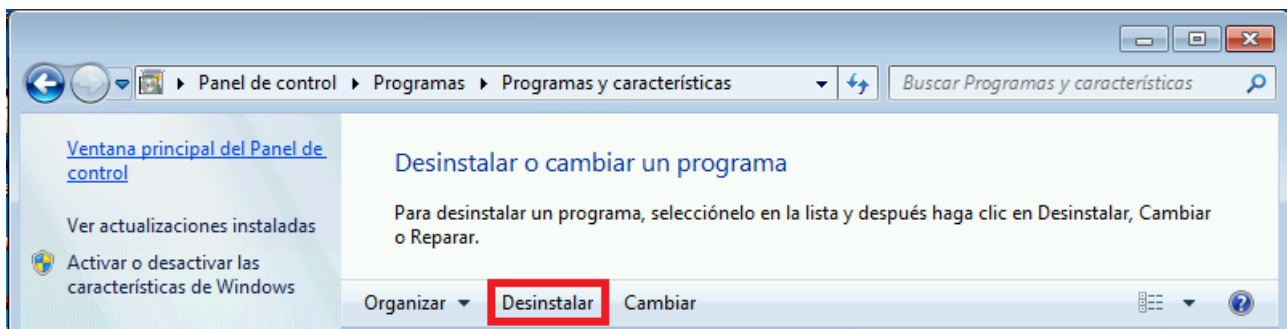 Panel de control Programas Programas y características Buscar Programas y características
Ventana principal del Panel de
control
Ver actualizaciones instaladas
Activar o desactivar las
características de Windows
Desinstalar o cambiar un programa
Para desinstalar un programa, selecciónelo en la lista y después haga clic en Desinstalar, Cambiar
o Reparar.
Organizar Desinstalar Cambiar